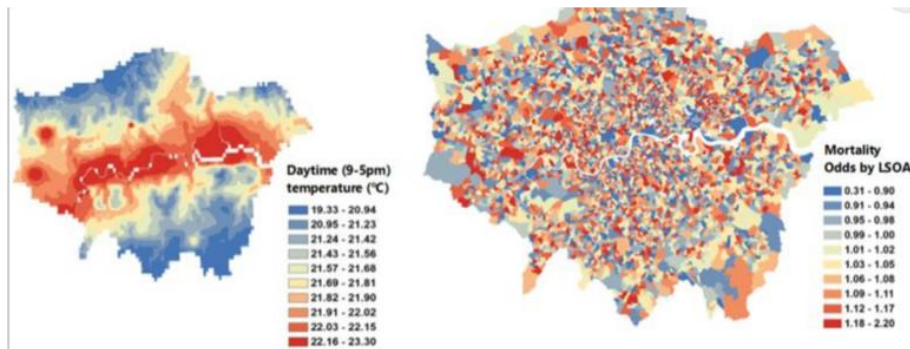 Daytime (9-5pm)
temperature (°C)
19.33 - 20.94
20.95 - 21.23
21.24 - 21.42
21.43 - 21.56
21.57 - 21.68
21.69 - 21.81
21.82 - 21.90
21.91 - 22.02
22.03 - 22.15
22.16 - 23.30
Mortality
Odds by LSOA
0.31 - 0.90
0.91 - 0.94
0.95 - 0.98
0.99 - 1.00
1.01 - 1.02
1.03 - 1.05
1.06 - 1.08
1.09 - 1.11
1.12 - 1.17
1.18 - 2.20